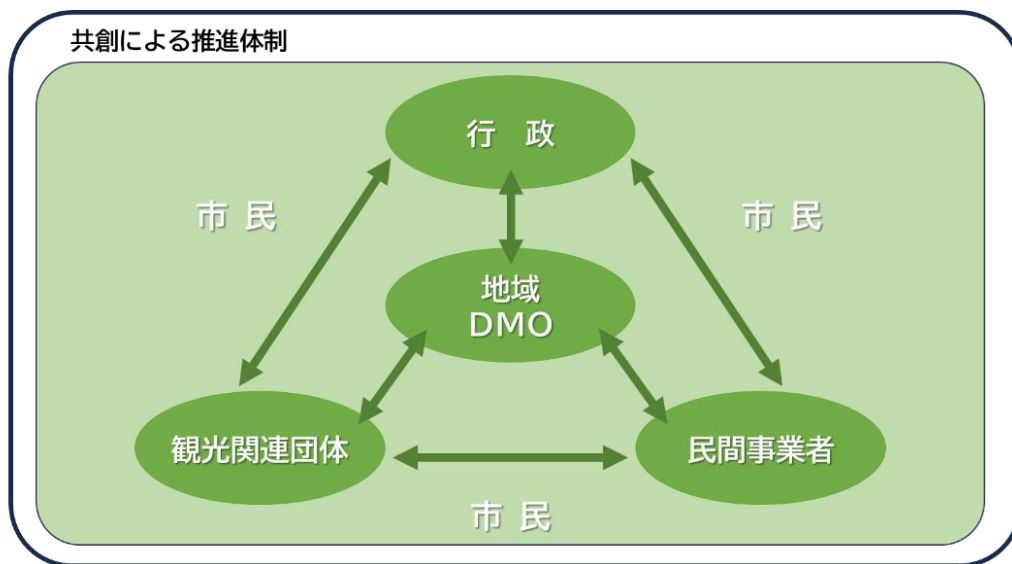 共創による推進体制
行　政
市 民
市 民
地域
DMO
観光関連団体
民間事業者
市 民